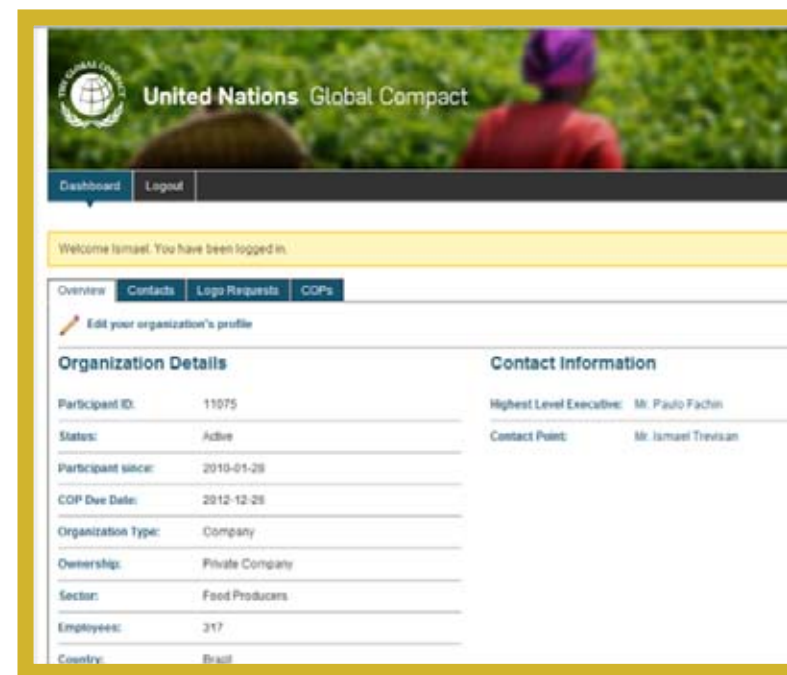 THE GLOBAL COMPACT
United Nations Global Compact
Dashboard Logout
Welcome Ismael. You have been logged in.
Overview Contacts Logo Requests COPs
Edit your organization's profile
Organization Details
Participant ID: 11075
Status: Active
Participant since: 2010-01-28
COP Due Date: 2012-12-28
Organization Type: Company
Ownership: Private Company
Sector: Food Producers
Employees: 317
Country: Brazil
Contact Information
Highest Level Executive: Mr. Paulo Fachin
Contact Point: Mr. Ismael Trevisan